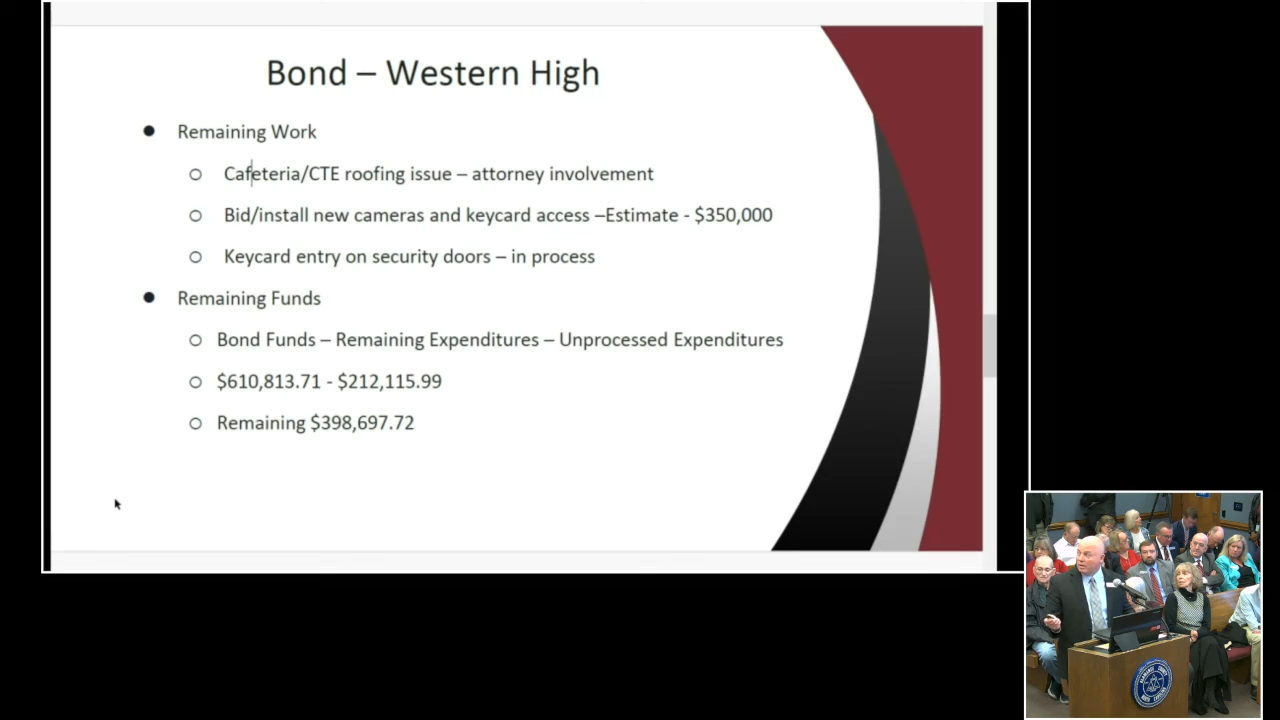 Bond – Western High
Remaining Work
Cafeteria/CTE roofing issue – attorney involvement
Bid/install new cameras and keycard access –Estimate - $350,000
Keycard entry on security doors – in process
Remaining Funds
Bond Funds – Remaining Expenditures – Unprocessed Expenditures
$610,813.71 - $212,115.99
Remaining $398,697.72